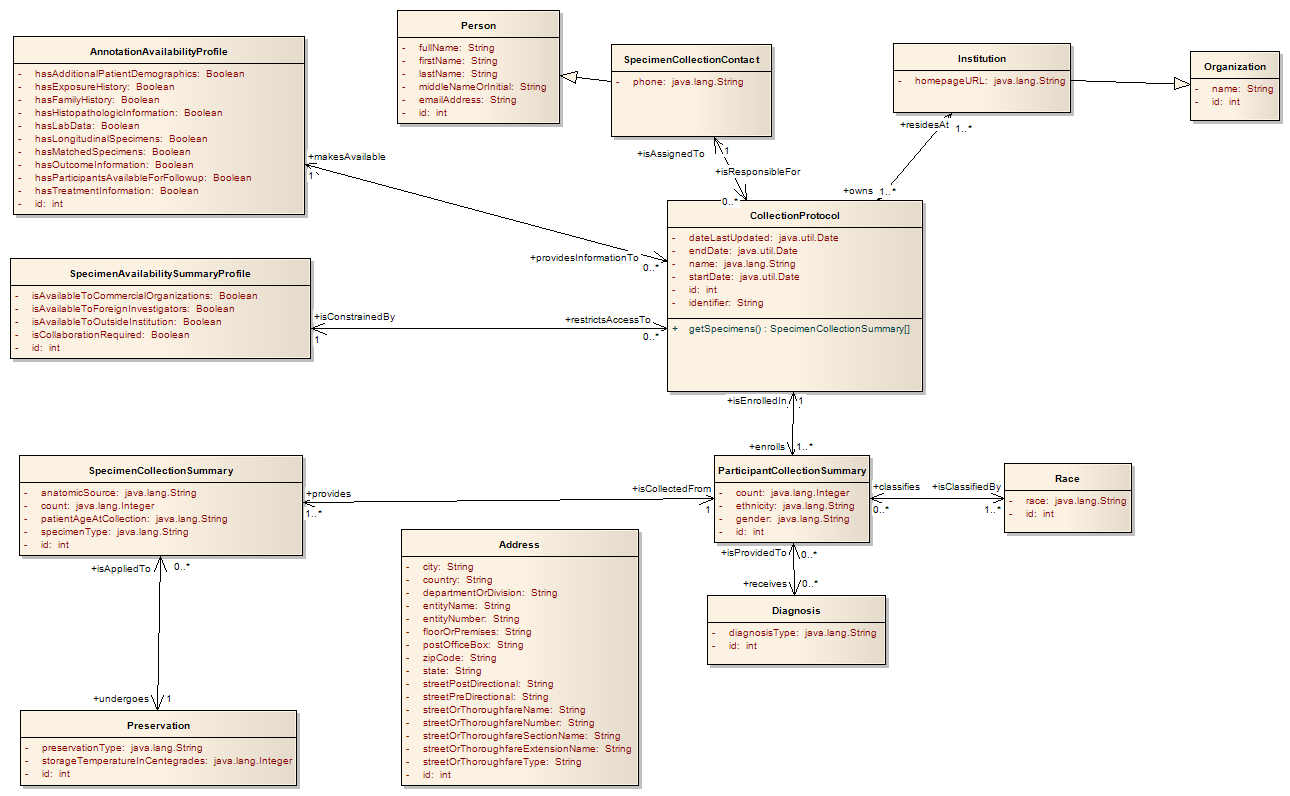 AnnotationAvailabilityProfile
- hasAdditionalPatientDemographics: Boolean
- hasExposureHistory: Boolean
- hasFamilyHistory: Boolean
- hasHistopathologicInformation: Boolean
- hasLabData: Boolean
- hasLongitudinalSpecimens: Boolean
- hasMatchedSpecimens: Boolean
- hasOutcomeInformation: Boolean
- hasParticipantsAvailableForFollowup: Boolean
- hasTreatmentInformation: Boolean
- id: int
Person
- fullName: String
- firstName: String
- lastName: String
- middleNameOrInitial: String
- emailAddress: String
- id: int
SpecimenCollectionContact
- phone: java.lang.String
Institution
- homepageURL: java.lang.String
Organization
- name: String
- id: int
+makesAvailable
1
+providesInformationTo
0..*
+isAssignedTo
1
+isResponsibleFor
0..*
+residesAt
1..*
+owns
1..*
CollectionProtocol
- dateLastUpdated: java.util.Date
- endDate: java.util.Date
- name: java.lang.String
- startDate: java.util.Date
- id: int
- identifier: String
+ getSpecimens() : SpecimenCollectionSummary[]
SpecimenAvailabilitySummaryProfile
- isAvailableToCommercialOrganizations: Boolean
- isAvailableToForeignInvestigators: Boolean
- isAvailableToOutsideInstitution: Boolean
- isCollaborationRequired: Boolean
- id: int
+isConstrainedBy
1
+restrictsAccessTo
0..*
+isEnrolledIn
1
+enrolls
1..*
SpecimenCollectionSummary
- anatomicSource: java.lang.String
- count: java.lang.Integer
- patientAgeAtCollection: java.lang.String
- specimenType: java.lang.String
- id: int
+provides
1..*
+isCollectedFrom
1
ParticipantCollectionSummary
- count: java.lang.Integer
- ethnicity: java.lang.String
- gender: java.lang.String
- id: int
+classifies
0..*
+isClassifiedBy
1..*
Race
- race: java.lang.String
- id: int
+isProvidedTo
0..*
+receives
0..*
Diagnosis
- diagnosisType: java.lang.String
- id: int
Address
- city: String
- country: String
- departmentOrDivision: String
- entityName: String
- entityNumber: String
- floorOrPremises: String
- postOfficeBox: String
- zipCode: String
- state: String
- streetPostDirectional: String
- streetPreDirectional: String
- streetOrThoroughfareName: String
- streetOrThoroughfareNumber: String
- streetOrThoroughfareSectionName: String
- streetOrThoroughfareExtensionName: String
- streetOrThoroughfareType: String
- id: int
+isAppliedTo
0..*
+undergoes
1
Preservation
- preservationType: java.lang.String
- storageTemperatureInCentegrades: java.lang.Integer
- id: int